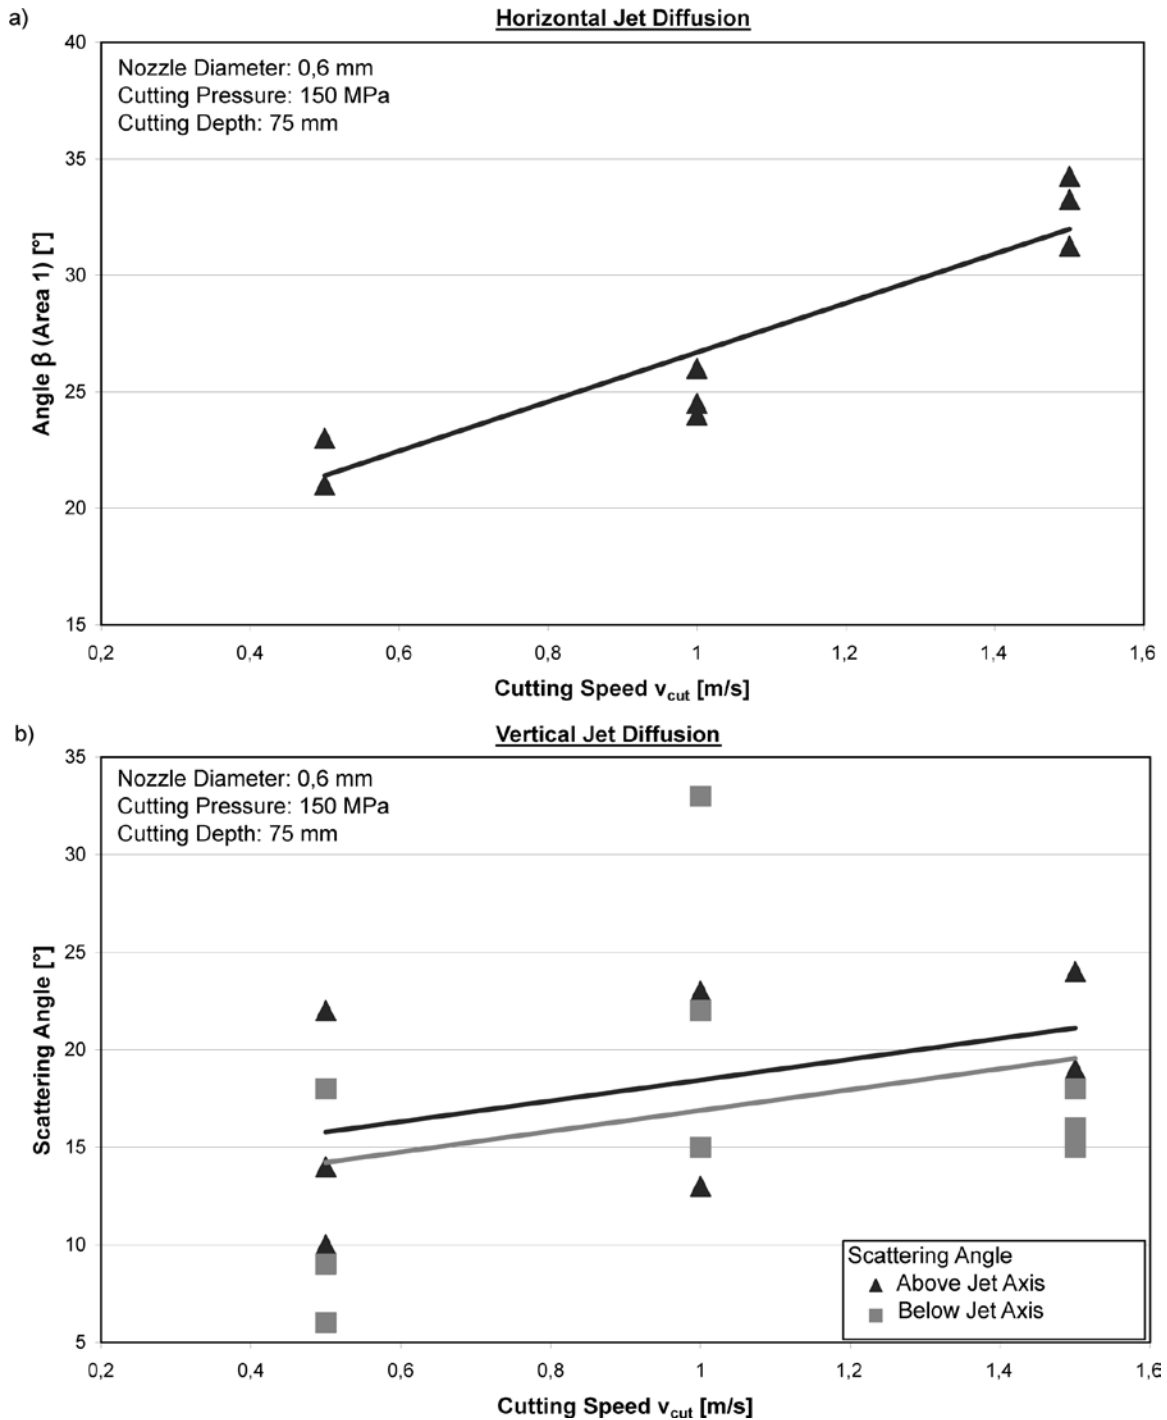 a)
Horizontal Jet Diffusion
40
Nozzle Diameter: 0,6 mm
Cutting Pressure: 150 MPa
Cutting Depth: 75 mm
35
30
25
20
15
Angle β (Area 1) [°]
0,2 0,4 0,6 0,8 1 1,2 1,4 1,6
Cutting Speed vcut [m/s]
b)
Vertical Jet Diffusion
35
Nozzle Diameter: 0,6 mm
Cutting Pressure: 150 MPa
Cutting Depth: 75 mm
30
25
20
15
10
5
Scattering Angle [°]
Scattering Angle
Above Jet Axis
Below Jet Axis
0,2 0,4 0,6 0,8 1 1,2 1,4 1,6
Cutting Speed vcut [m/s]